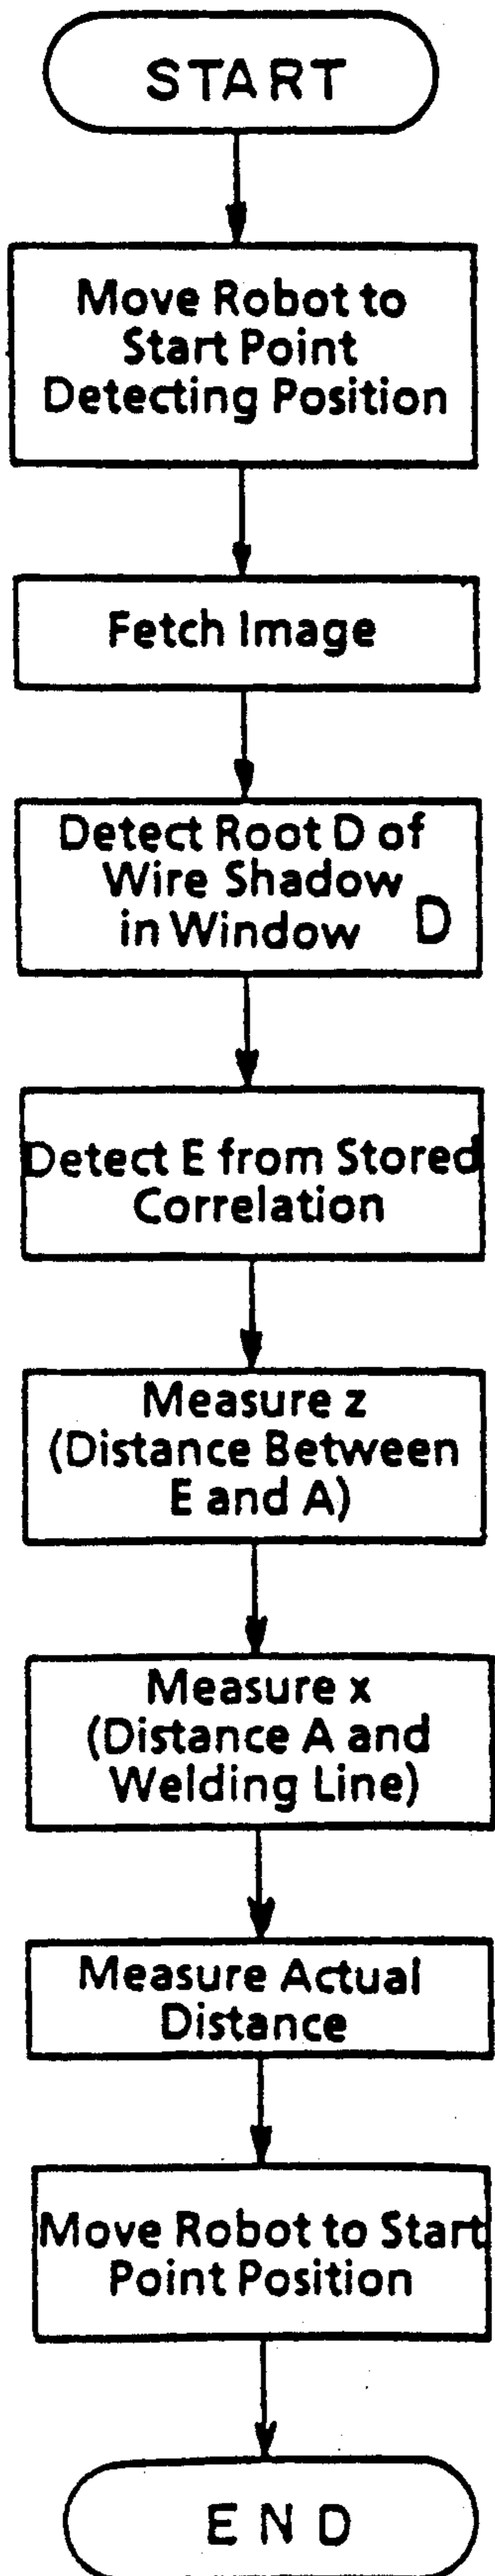 START
Move Robot to
Start Point
Detecting Position
Fetch Image
Detect Root D of
Wire Shadow
in Window D
Detect E from Stored
Correlation
Measure z
(Distance Between
E and A)
Measure x
(Distance A and
Welding Line)
Measure Actual
Distance
Move Robot to Start
Point Position
END